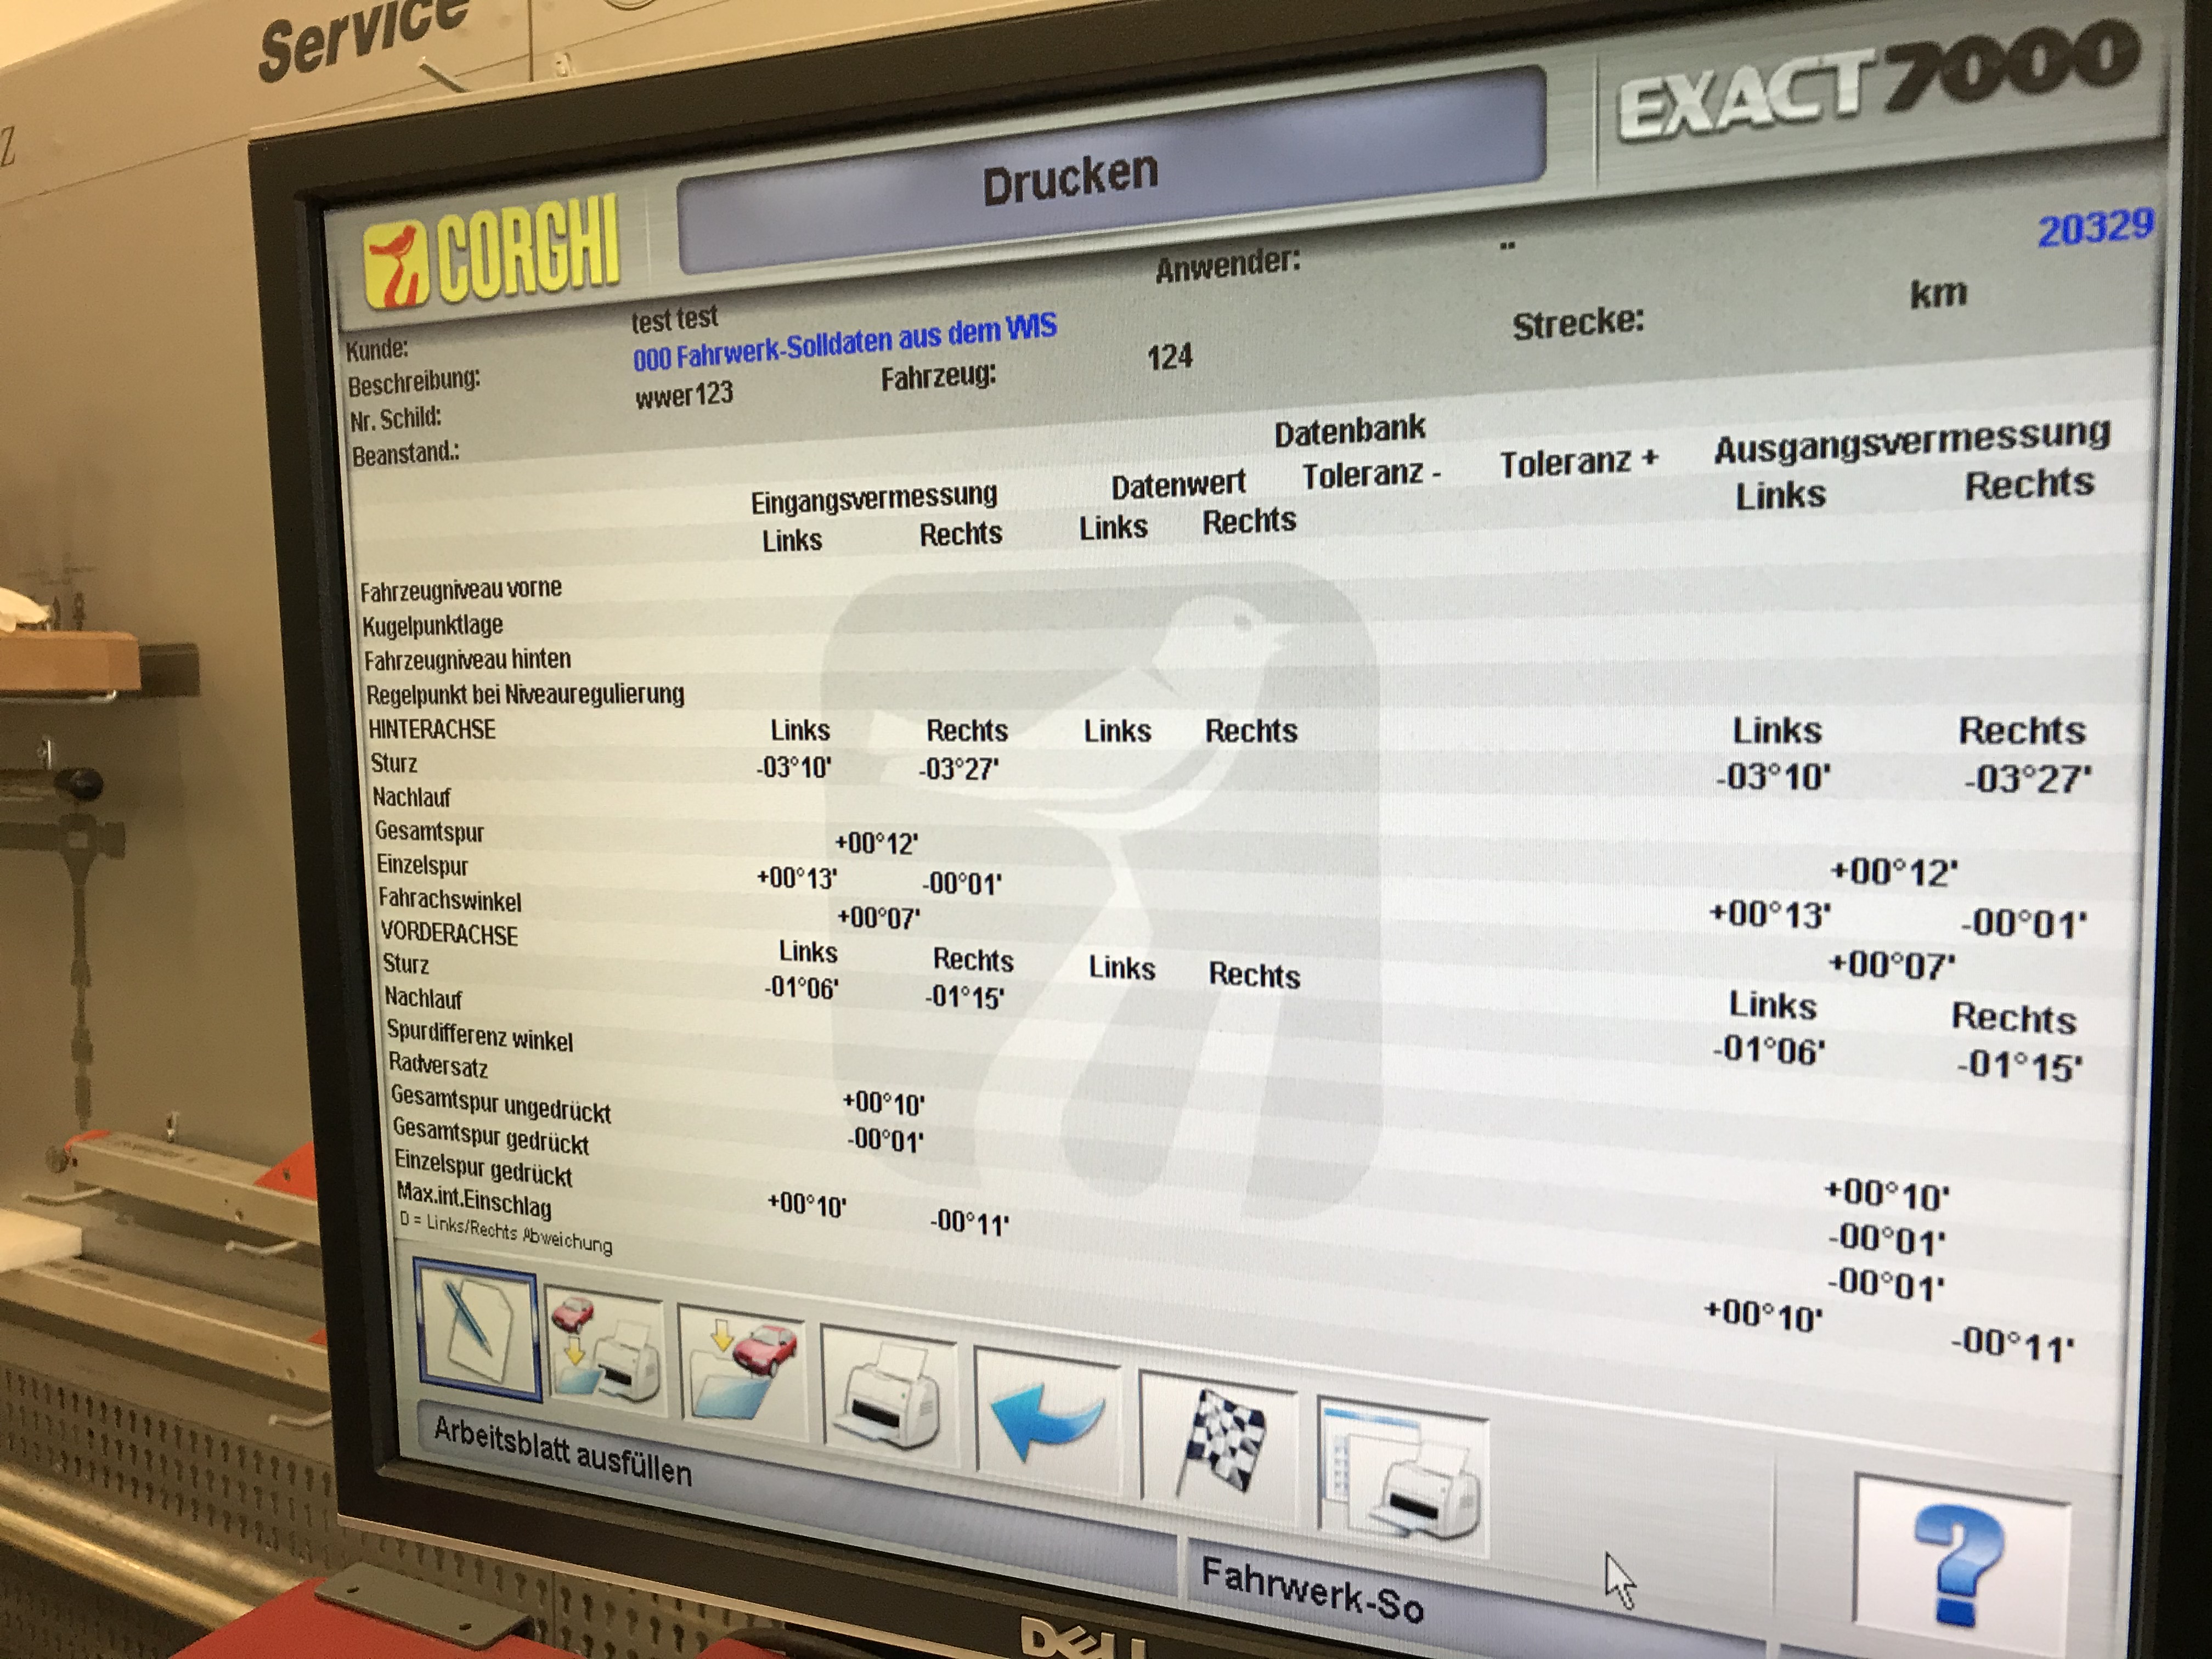 Service
Z
CORGHI
Drucken
EXACT 7000
20329
Kunde: test test Anwender: --
Beschreibung: 000 Fahrwerk-Solldaten aus dem WIS
Nr. Schild: wwer123 Fahrzeug: 124 Strecke: km
Beanstand.:
Datenbank
Eingangsvermessung Datenwert Toleranz - Toleranz + Ausgangsvermessung
Links Rechts Links Rechts Links Rechts
Fahrzeugniveau vorne
Kugelpunktlage
Fahrzeugniveau hinten
Regelpunkt bei Niveauregulierung
HINTERACHSE Links Rechts Links Rechts Links Rechts
Sturz -03°10' -03°27' -03°10' -03°27'
Nachlauf
Gesamtspur +00°12' +00°12'
Einzelspur +00°13' -00°01' +00°13' -00°01'
Fahrachswinkel +00°07' +00°07'
VORDERACHSE Links Rechts Links Rechts Links Rechts
Sturz -01°06' -01°15' -01°06' -01°15'
Nachlauf
Spurdifferenz winkel
Radversatz
Gesamtspur ungedrückt +00°10' +00°10'
Gesamtspur gedrückt -00°01' -00°01'
-00°01'
Einzelspur gedrückt +00°10' -00°11' +00°10' -00°11'
Max.int.Einschlag
D = Links/Rechts Abweichung
?
Arbeitsblatt ausfüllen
Fahrwerk-So
DELL